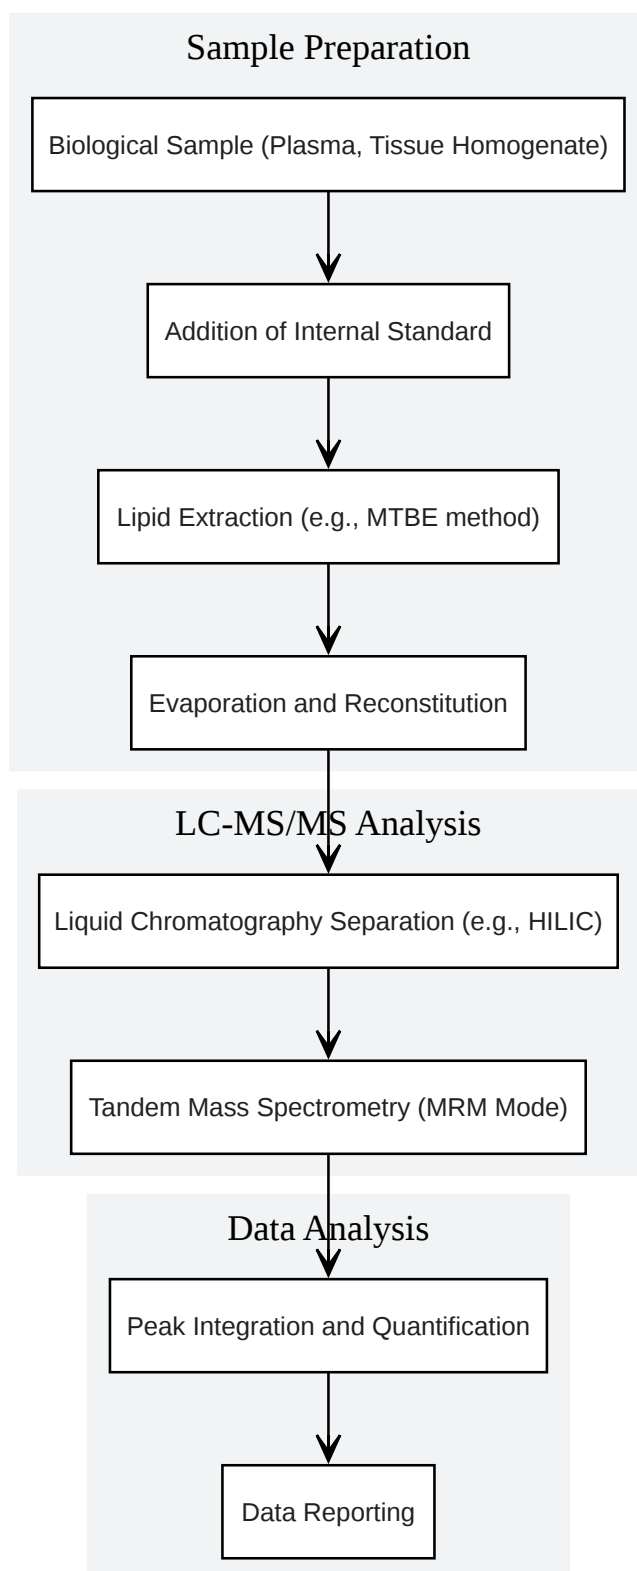 Sample Preparation
Biological Sample (Plasma, Tissue Homogenate)
Addition of Internal Standard
Lipid Extraction (e.g., MTBE method)
Evaporation and Reconstitution
LC-MS/MS Analysis
Liquid Chromatography Separation (e.g., HILIC)
Tandem Mass Spectrometry (MRM Mode)
Data Analysis
Peak Integration and Quantification
Data Reporting